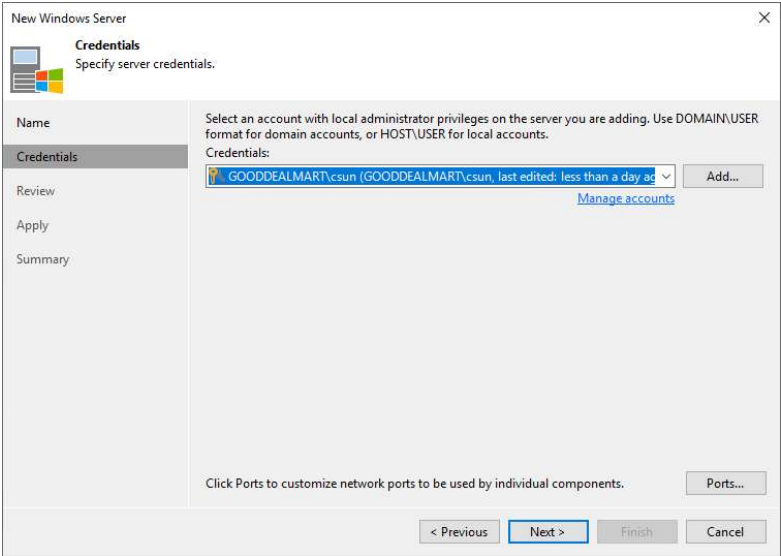 New Windows Server
Credentials
Specify server credentials.
Name
Credentials
Review
Apply
Summary
Select an account with local administrator privileges on the server you are adding. Use DOMAIN\USER
format for domain accounts, or HOST\USER for local accounts.
Credentials:
GOODDEALMART\csun (GOODDEALMART\csun, last edited: less than a day ag
Add...
Manage accounts
Click Ports to customize network ports to be used by individual components.
Ports...
< Previous
Next >
Finish
Cancel